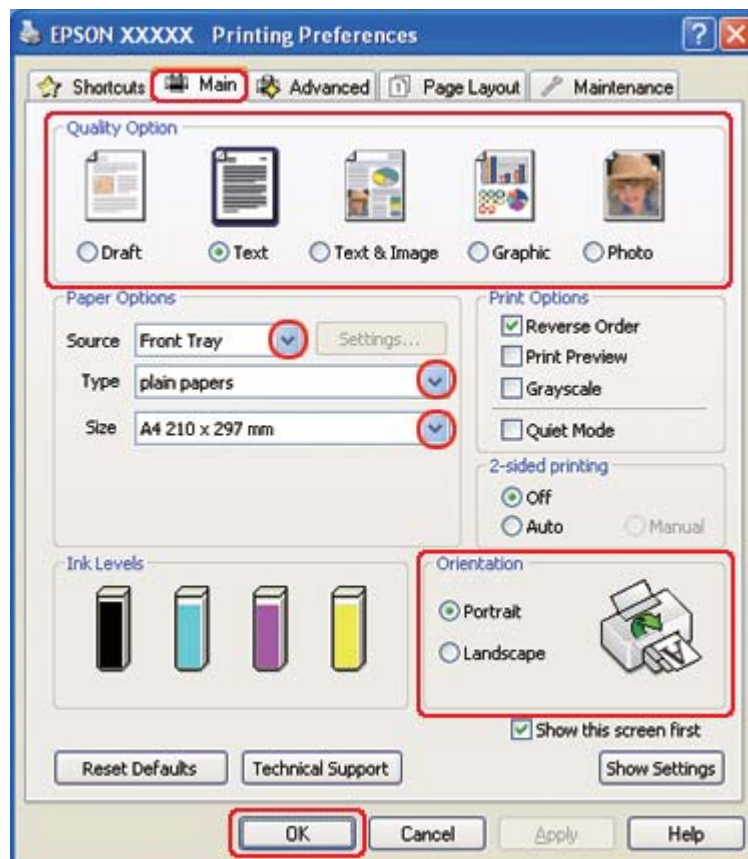 EPSON XXXXX Printing Preferences
Shortcuts Main Advanced 1 Page Layout Maintenance
Quality Option
Draft Text Text & Image Graphic Photo
Paper Options
Source Front Tray Settings...
Type plain papers
Size A4 210 x 297 mm
Print Options
Reverse Order
Print Preview
Grayscale
Quiet Mode
2-sided printing
Off
Auto Manual
Ink Levels
Orientation
Portrait
Landscape
A
Show this screen first
Reset Defaults Technical Support Show Settings
OK Cancel Apply Help